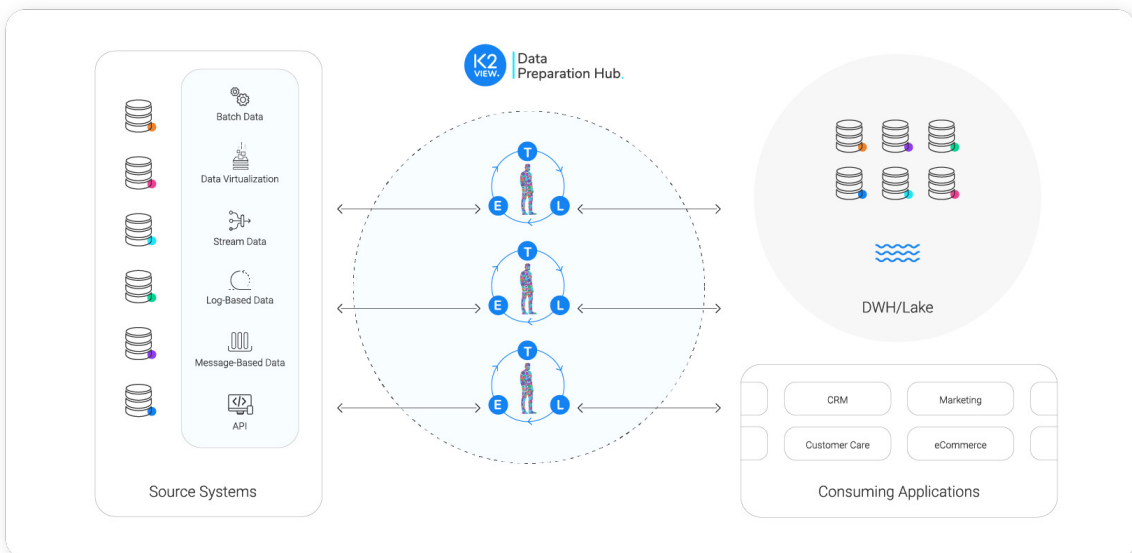 K2
VIEW.
Data
Preparation Hub.
Batch Data
Data Virtualization
Stream Data
Log-Based Data
Message-Based Data
API
Source Systems
T
E
L
T
E
L
T
E
L
DWH/Lake
CRM
Marketing
Customer Care
eCommerce
Consuming Applications